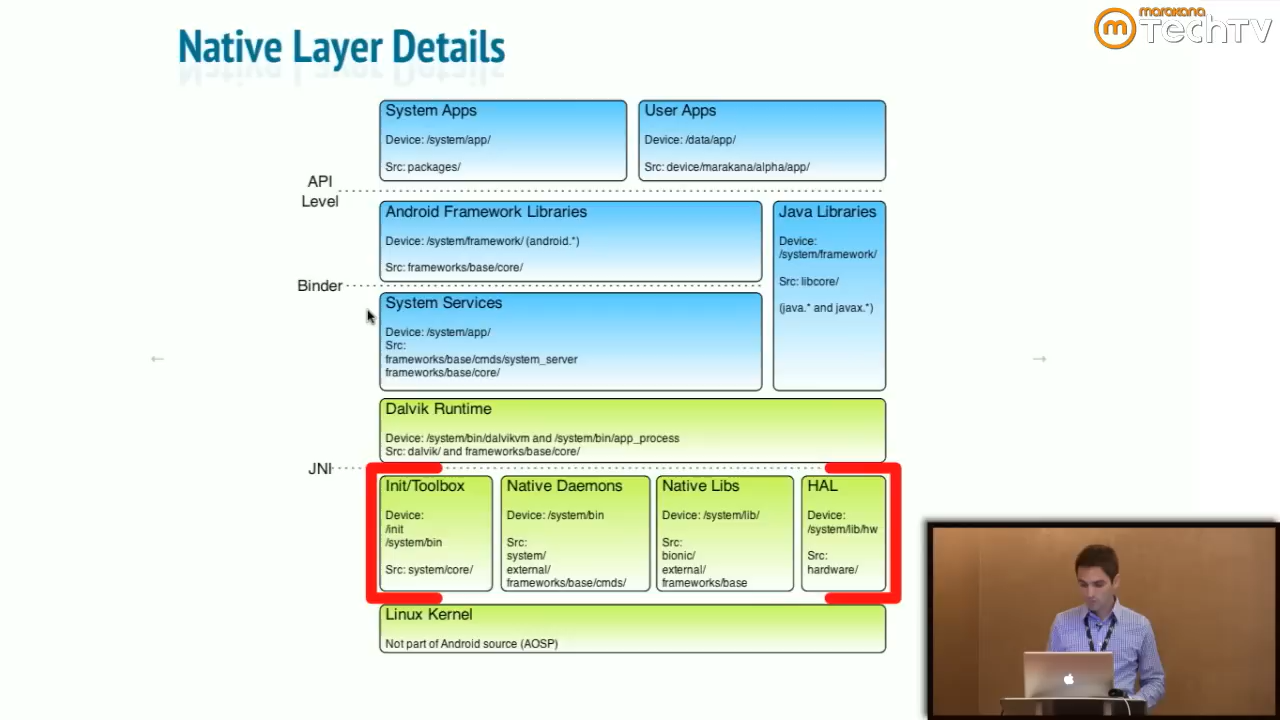 marakana
TechTV
Native Layer Details
System Apps
Device: /system/app/
Src: packages/
User Apps
Device: /data/app/
Src: device/marakana/alpha/app/
API
Level
Android Framework Libraries
Device: /system/framework/ (android.*)
Src: frameworks/base/core/
Java Libraries
Device:
/system/framework/
Src: libcore/
(java.* and javax.*)
Binder
System Services
Device: /system/app/
Src:
frameworks/base/cmds/system_server
frameworks/base/core/
Dalvik Runtime
Device: /system/bin/dalvikvm and /system/bin/app_process
Src: dalvik/ and frameworks/base/core/
JNI
Init/Toolbox
Device:
/init
/system/bin
Src: system/core/
Native Daemons
Device: /system/bin
Src:
system/
external/
frameworks/base/cmds/
Native Libs
Device: /system/lib/
Src:
bionic/
external/
frameworks/base
HAL
Device:
/system/lib/hw
Src:
hardware/
Linux Kernel
Not part of Android source (AOSP)